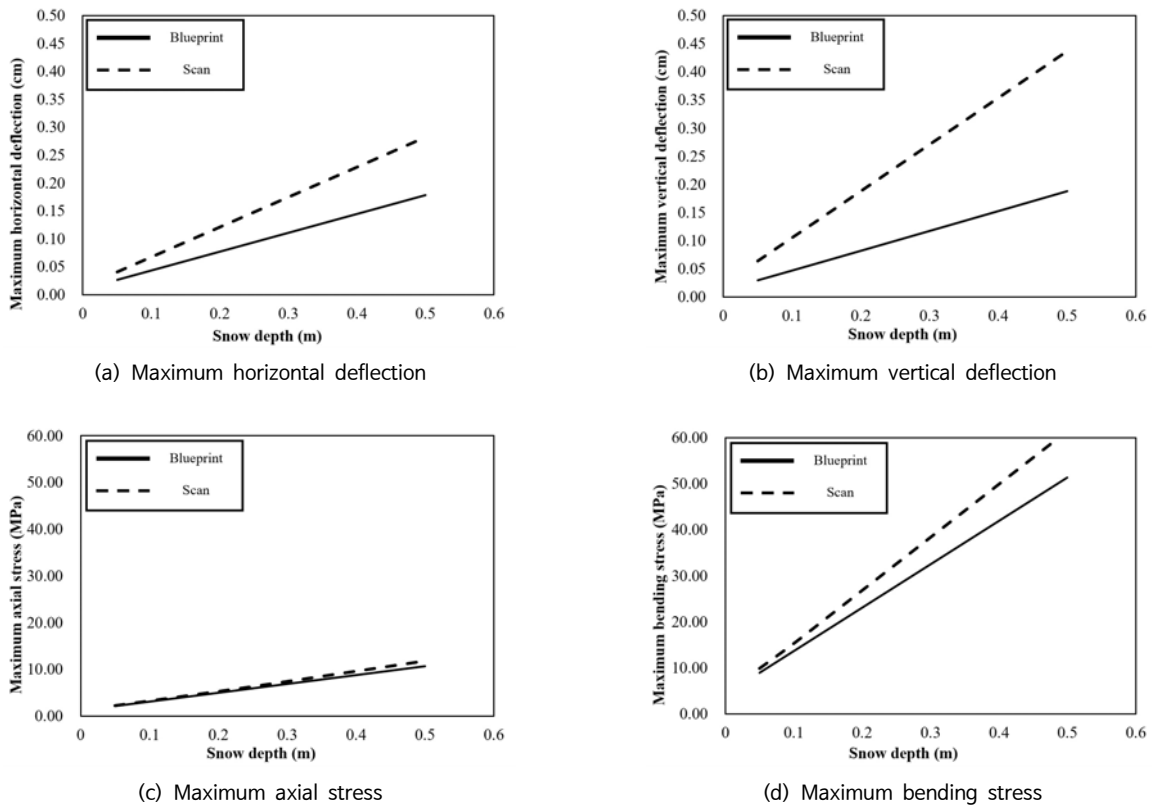 Maximum horizontal deflection (cm)
0.50
0.45
0.40
0.35
0.30
0.25
0.20
0.15
0.10
0.05
0.00
Blueprint
Scan
0 0.1 0.2 0.3 0.4 0.5 0.6
Snow depth (m)
(a) Maximum horizontal deflection
Maximum vertical deflection (cm)
0.50
0.45
0.40
0.35
0.30
0.25
0.20
0.15
0.10
0.05
0.00
Blueprint
Scan
0 0.1 0.2 0.3 0.4 0.5 0.6
Snow depth (m)
(b) Maximum vertical deflection
Maximum axial stress (MPa)
60.00
50.00
40.00
30.00
20.00
10.00
0.00
Blueprint
Scan
0 0.1 0.2 0.3 0.4 0.5 0.6
Snow depth (m)
(c) Maximum axial stress
Maximum bending stress (MPa)
60.00
50.00
40.00
30.00
20.00
10.00
0.00
Blueprint
Scan
0 0.1 0.2 0.3 0.4 0.5 0.6
Snow depth (m)
(d) Maximum bending stress